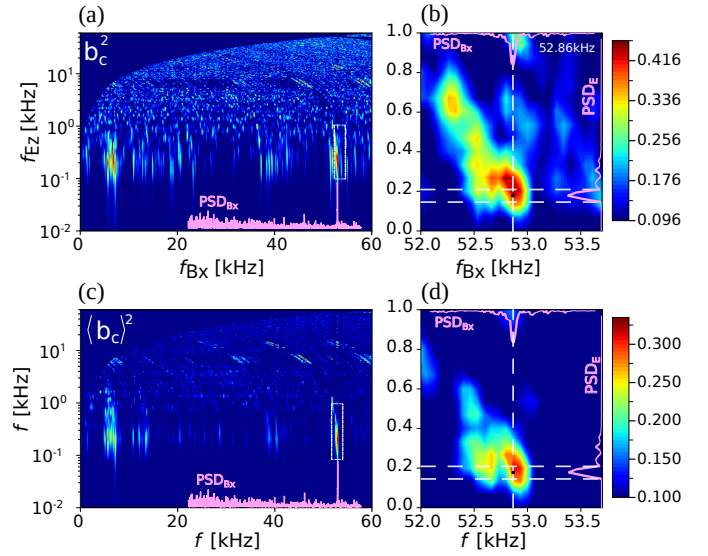 (a)
(b)
b_c^2
f_Ez [kHz]
10^1
10^0
10^-1
10^-2
PSD_Bx
0
20
40
60
f_Bx [kHz]
1.0
0.8
0.6
0.4
0.2
0.0
PSD_Bx
52.86kHz
PSD_E
52.0
52.5
53.0
53.5
f_Bx [kHz]
0.416
0.336
0.256
0.176
0.096
(c)
(d)
⟨b_c⟩^2
f [kHz]
10^1
10^0
10^-1
10^-2
PSD_Bx
0
20
40
60
f [kHz]
1.0
0.8
0.6
0.4
0.2
0.0
PSD_Bx
PSD_E
52.0
52.5
53.0
53.5
f [kHz]
0.300
0.250
0.200
0.150
0.100